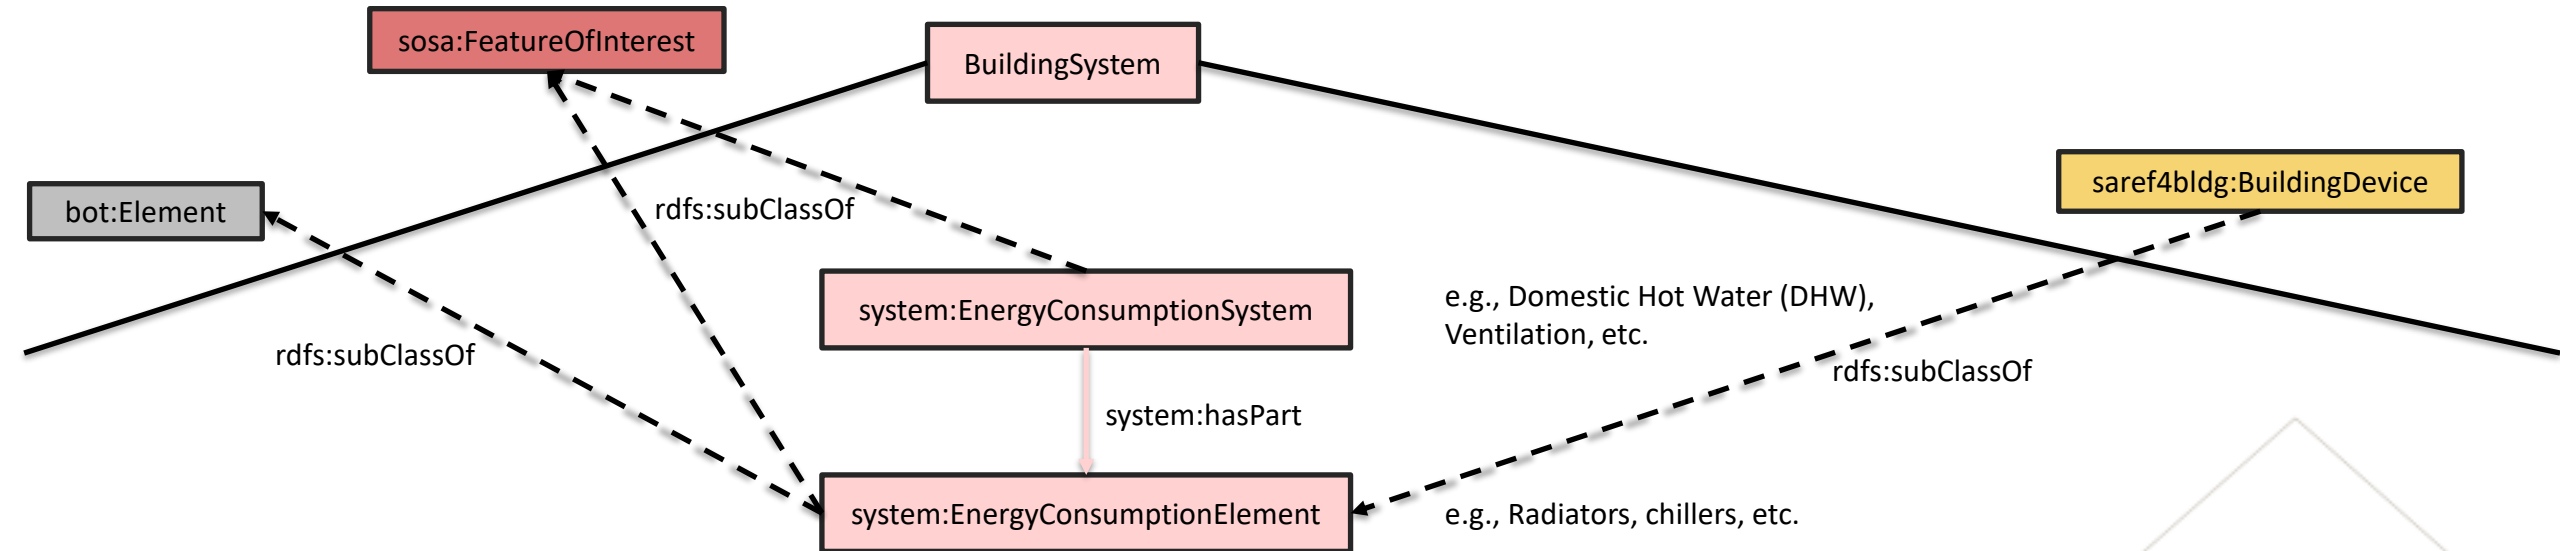 sosa:FeatureOfInterest
BuildingSystem
saref4bldg:BuildingDevice
bot:Element
rdfs:subClassOf
system:EnergyConsumptionSystem
e.g., Domestic Hot Water (DHW),
Ventilation, etc.
rdfs:subClassOf
rdfs:subClassOf
system:hasPart
system:EnergyConsumptionElement
e.g., Radiators, chillers, etc.